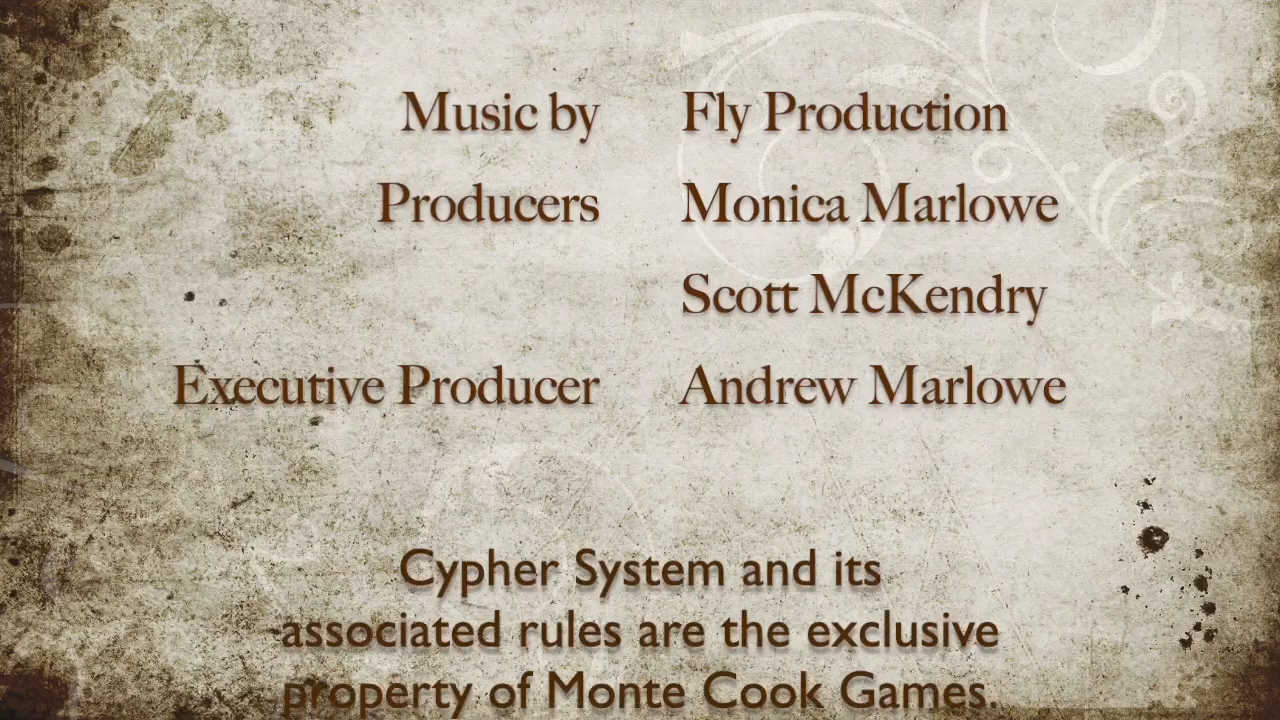 Music by Fly Production
Producers Monica Marlowe
Scott McKendry
Executive Producer Andrew Marlowe
Cypher System and its
associated rules are the exclusive
property of Monte Cook Games.